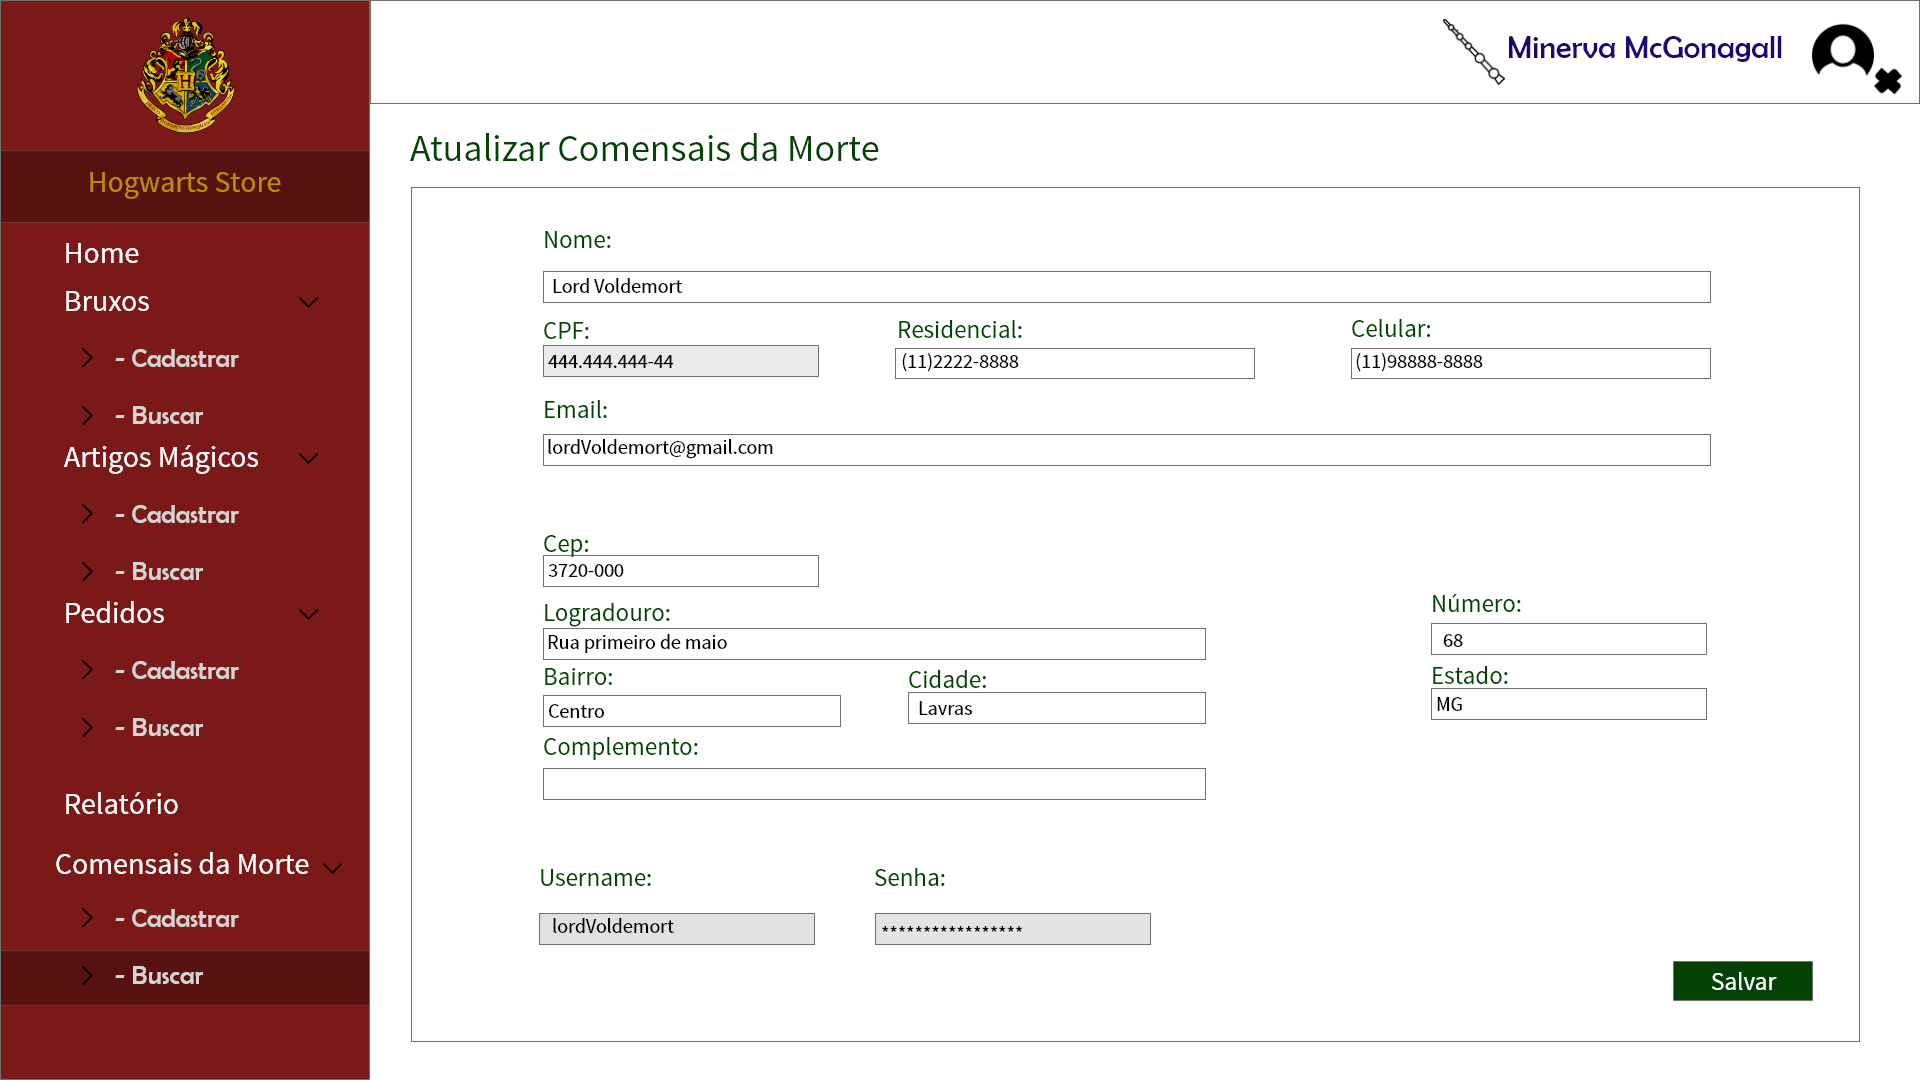 Hogwarts Store
Home
Bruxos
- Cadastrar
- Buscar
Artigos Mágicos
- Cadastrar
- Buscar
Pedidos
- Cadastrar
- Buscar
Relatório
Comensais da Morte
- Cadastrar
- Buscar
Minerva McGonagall
Atualizar Comensais da Morte
Nome:
Lord Voldemort
CPF: Residencial: Celular:
444.444.444-44 (11)2222-8888 (11)98888-8888
Email:
lordVoldemort@gmail.com
Cep:
3720-000
Logradouro: Número:
Rua primeiro de maio 68
Bairro: Cidade: Estado:
Centro Lavras MG
Complemento:
Username: Senha:
lordVoldemort *****************
Salvar